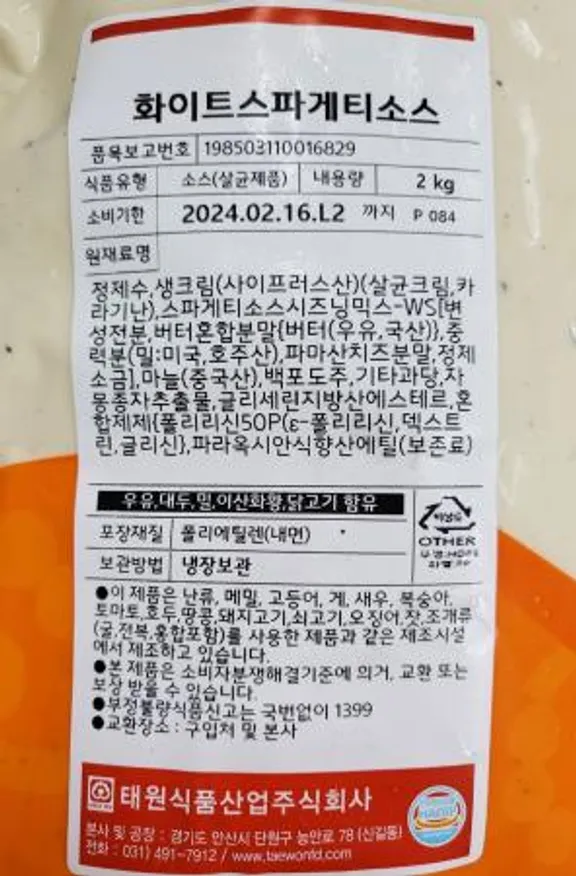 화이트스파게티소스
품목보고번호 198503110016829
식품유형 소스(살균제품) 내용량 2 kg
소비기한 2024.02.16.L2 까지 P 084
원재료명
정제수,생크림(사이프러스산)(살균크림,카
라기난),스파게티소스시즈닝믹스-WS[변
성전분,버터혼합분말{버터(우유,국산)},중
력분(밀:미국,호주산),파마산치즈분말,정제
소금],마늘(중국산),백포도주,기타과당,자
몽종자추출물,글리세린지방산에스테르,혼
합제제{폴리리신50P(ε-폴리리신,덱스트
린,글리신},파라옥시안식향산에틸(보존료)
우유,대두,밀,이산화황,닭고기 함유
포장재질 폴리에틸렌(내면)
OTHER
보관방법 냉장보관
●이 제품은 난류, 메밀, 고등어, 게, 새우, 복숭아,
토마토,호두,땅콩,돼지고기,쇠고기,오징어,잣,조개류
(굴,전복,홍합포함)를 사용한 제품과 같은 제조시설
에서 제조하고 있습니다.
●본 제품은 소비자분쟁해결기준에 의거, 교환 또는
보상 받을 수 있습니다.
●부정불량식품신고는 국번없이 1399
●교환장소 : 구입처 및 본사
태원식품산업주식회사
본사 및 공장 : 경기도 안산시 단원구 능안로 78 (신길동)
전화 : 031) 491-7912 / www.taewonfd.com
HACCP